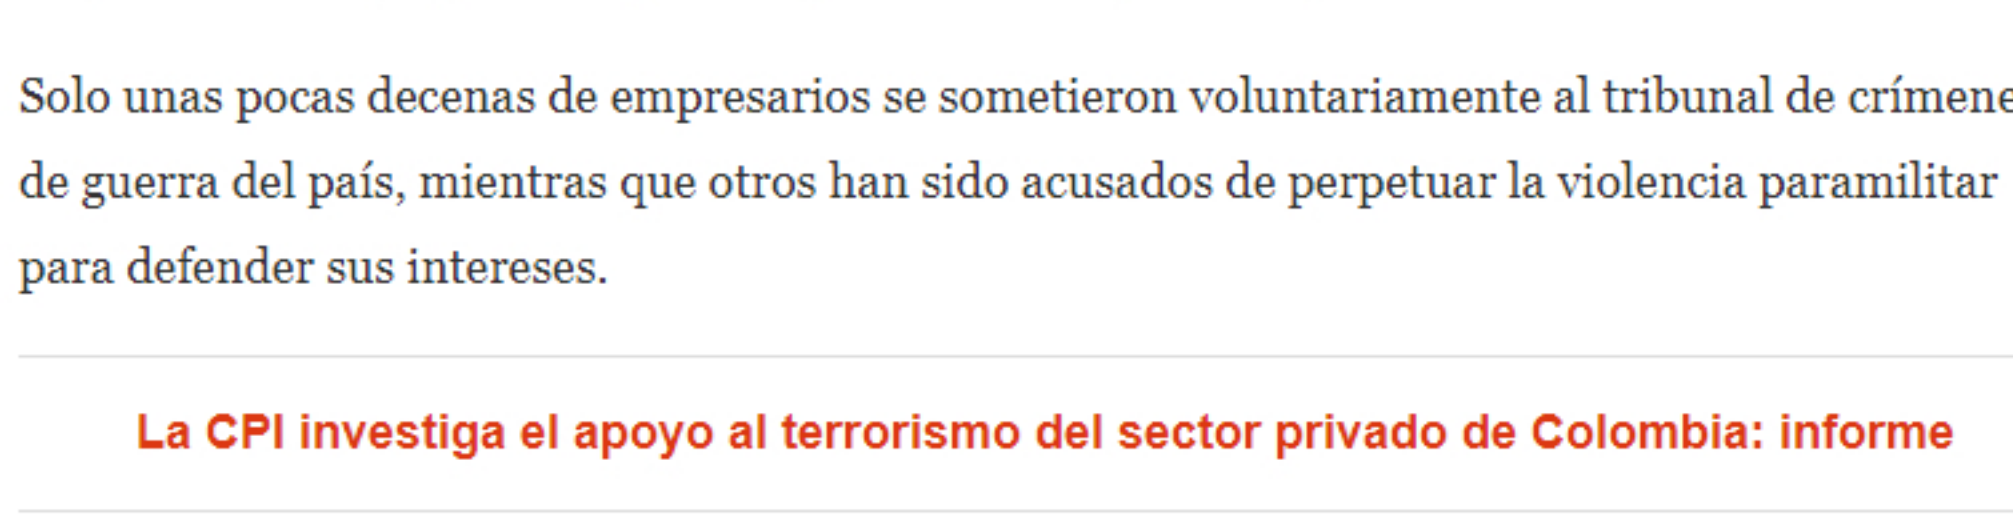 Solo unas pocas decenas de empresarios se sometieron voluntariamente al tribunal de crímene
de guerra del país, mientras que otros han sido acusados de perpetuar la violencia paramilitar
para defender sus intereses.
La CPI investiga el apoyo al terrorismo del sector privado de Colombia: informe